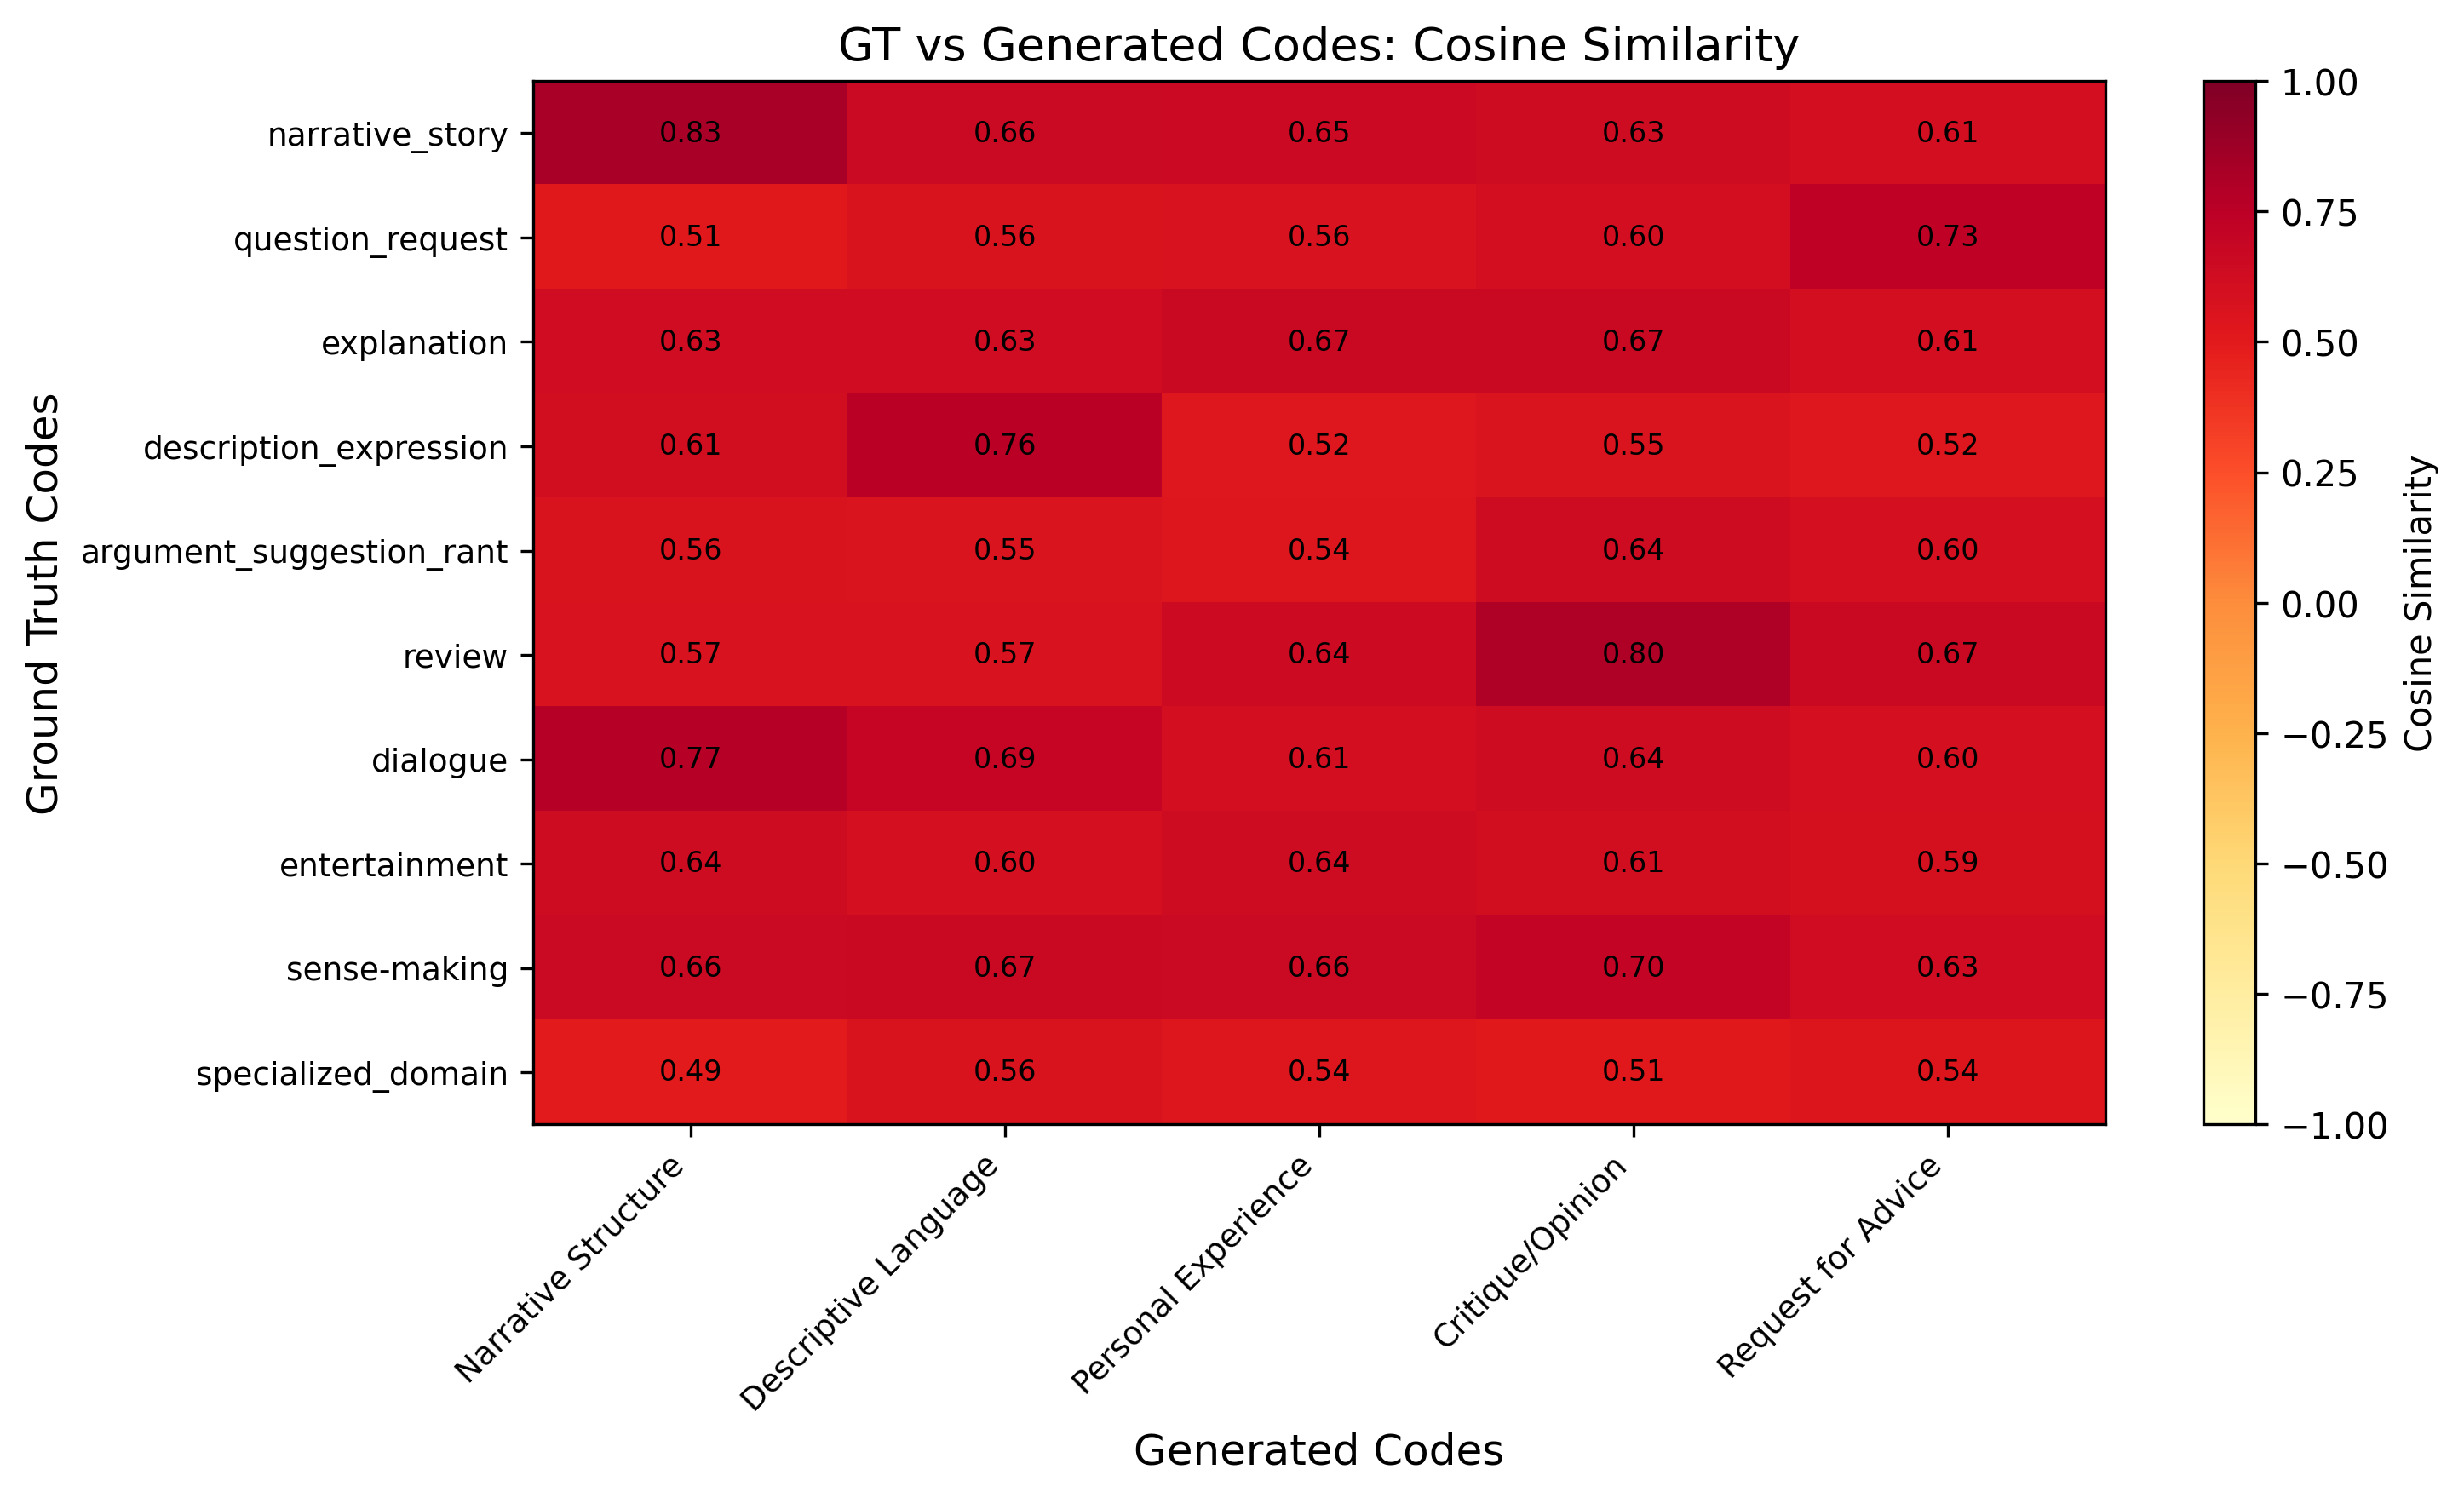 GT vs Generated Codes: Cosine Similarity
Ground Truth Codes
narrative_story 0.83 0.66 0.65 0.63 0.61
question_request 0.51 0.56 0.56 0.60 0.73
explanation 0.63 0.63 0.67 0.67 0.61
description_expression 0.61 0.76 0.52 0.55 0.52
argument_suggestion_rant 0.56 0.55 0.54 0.64 0.60
review 0.57 0.57 0.64 0.80 0.67
dialogue 0.77 0.69 0.61 0.64 0.60
entertainment 0.64 0.60 0.64 0.61 0.59
sense-making 0.66 0.67 0.66 0.70 0.63
specialized_domain 0.49 0.56 0.54 0.51 0.54
Narrative Structure
Descriptive Language
Personal Experience
Critique/Opinion
Request for Advice
Generated Codes
1.00
0.75
0.50
0.25
0.00
−0.25
−0.50
−0.75
−1.00
Cosine Similarity